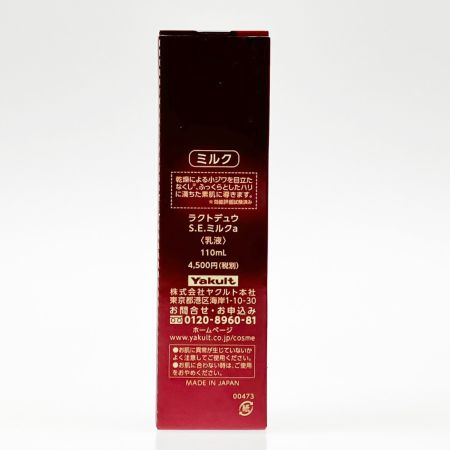 ミルク
乾燥による小ジワを目立た
なくし※、ふっくらとしたハリ
に満ちた素肌に導きます。
※効能評価試験済み
ラクトデュウ
S.E.ミルクa
〈乳液〉
110mL
4,500円(税別)
Yakult
株式会社ヤクルト本社
東京都港区海岸1-10-30
お問合せ・お申込み
0120-8960-81
ホームページ
www.yakult.co.jp/cosme
●お肌に異常が生じていないか
よく注意してご使用ください。
●お肌に合わない時は、ご使用
をおやめください。
MADE IN JAPAN
00473
紙